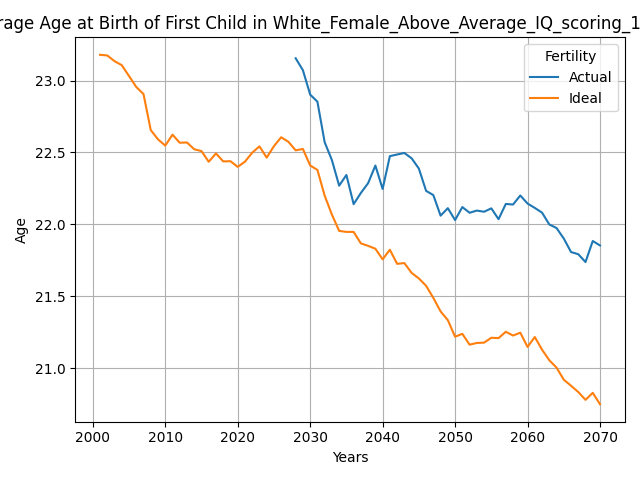 rage Age at Birth of First Child in White_Female_Above_Average_IQ_scoring_1
Fertility
Actual
Ideal
23.0
22.5
22.0
21.5
21.0
Age
2000 2010 2020 2030 2040 2050 2060 2070
Years